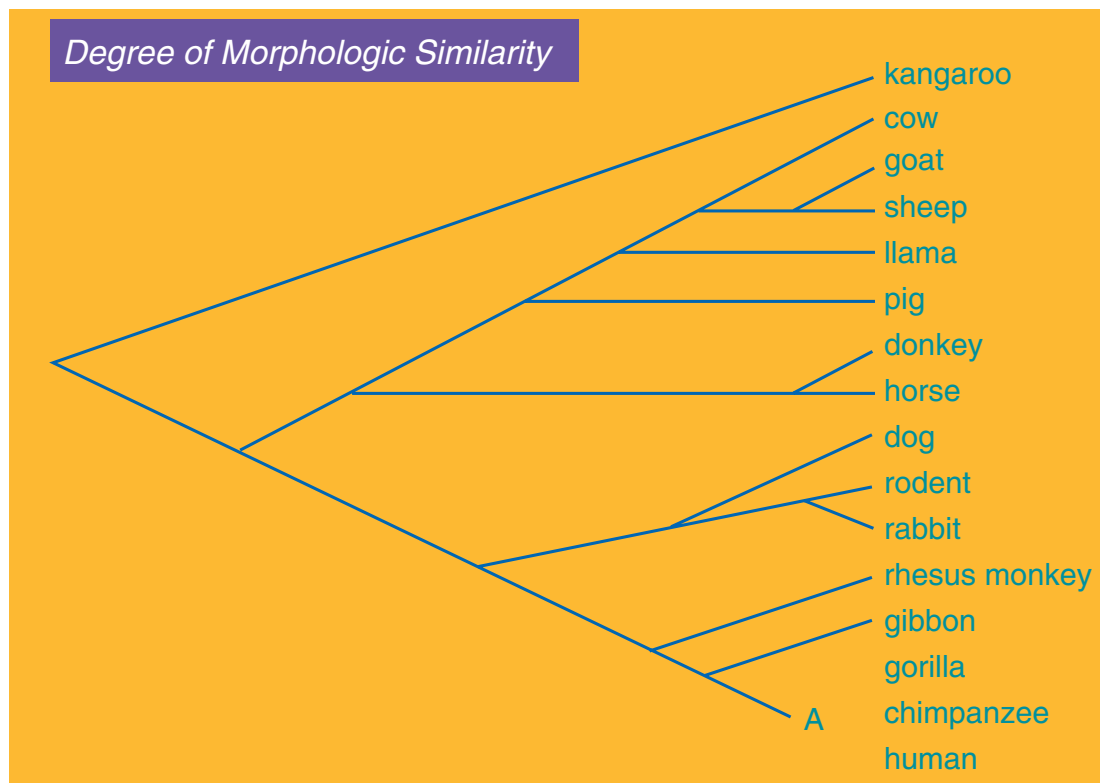 Degree of Morphologic Similarity
kangaroo
cow
goat
sheep
llama
pig
donkey
horse
dog
rodent
rabbit
rhesus monkey
gibbon
gorilla
A
chimpanzee
human